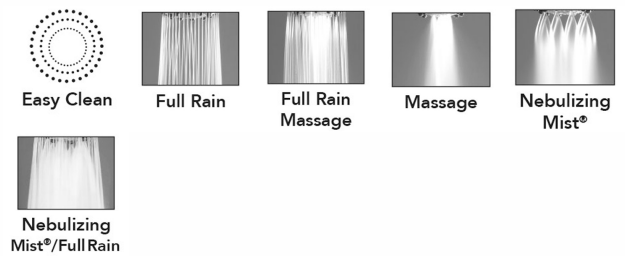 Easy Clean
Full Rain
Full Rain
Massage
Massage
Nebulizing
Mist®
Nebulizing
Mist®/Full Rain